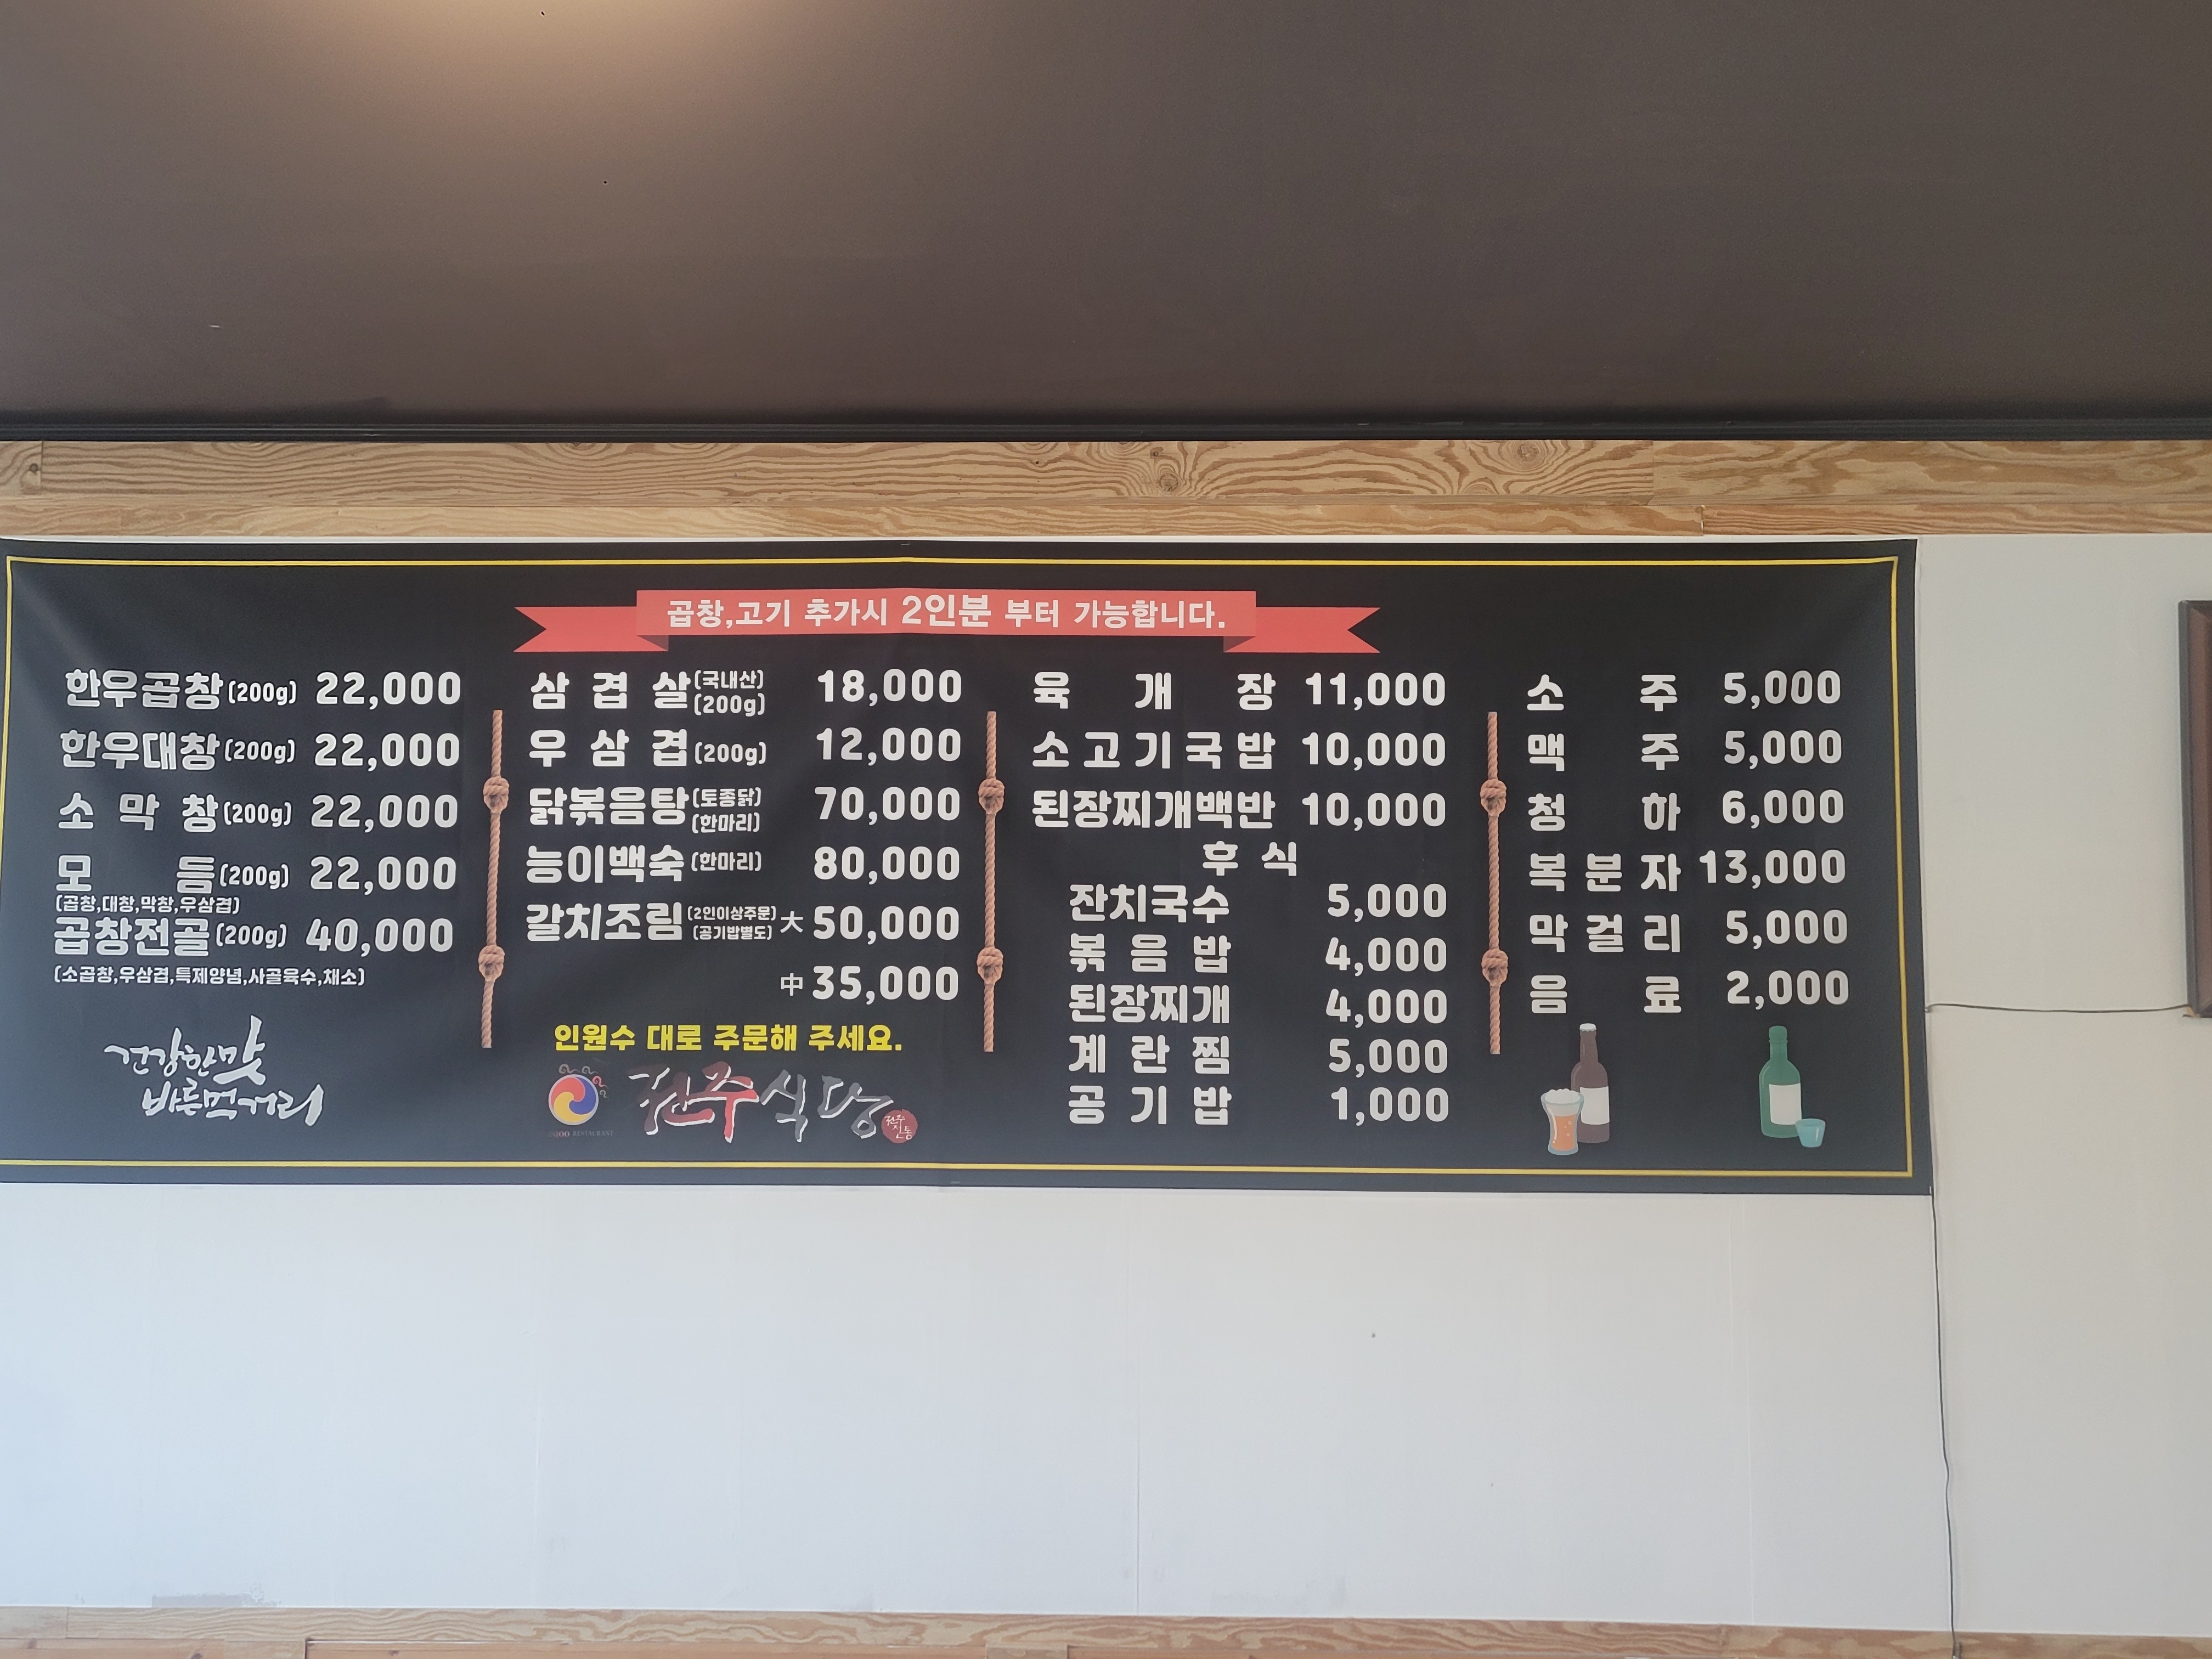 곱창,고기 추가시 2인분 부터 가능합니다.
한우곱창(200g) 22,000
한우대창(200g) 22,000
소막창(200g) 22,000
모듬(200g) 22,000
(곱창,대창,막창,우삼겹)
곱창전골(200g) 40,000
(소곱창,우삼겹,특제양념,사골육수,채소)
건강한맛
바른먹거리
삼겹살(국내산)(200g) 18,000
우삼겹(200g) 12,000
닭볶음탕(토종닭)(한마리) 70,000
능이백숙(한마리) 80,000
갈치조림(2인이상주문)(공기밥별도) 大 50,000
中 35,000
인원수 대로 주문해 주세요.
전주식당
육개장 11,000
소고기국밥 10,000
된장찌개백반 10,000
후식
잔치국수 5,000
볶음밥 4,000
된장찌개 4,000
계란찜 5,000
공기밥 1,000
소주 5,000
맥주 5,000
청하 6,000
복분자 13,000
막걸리 5,000
음료 2,000